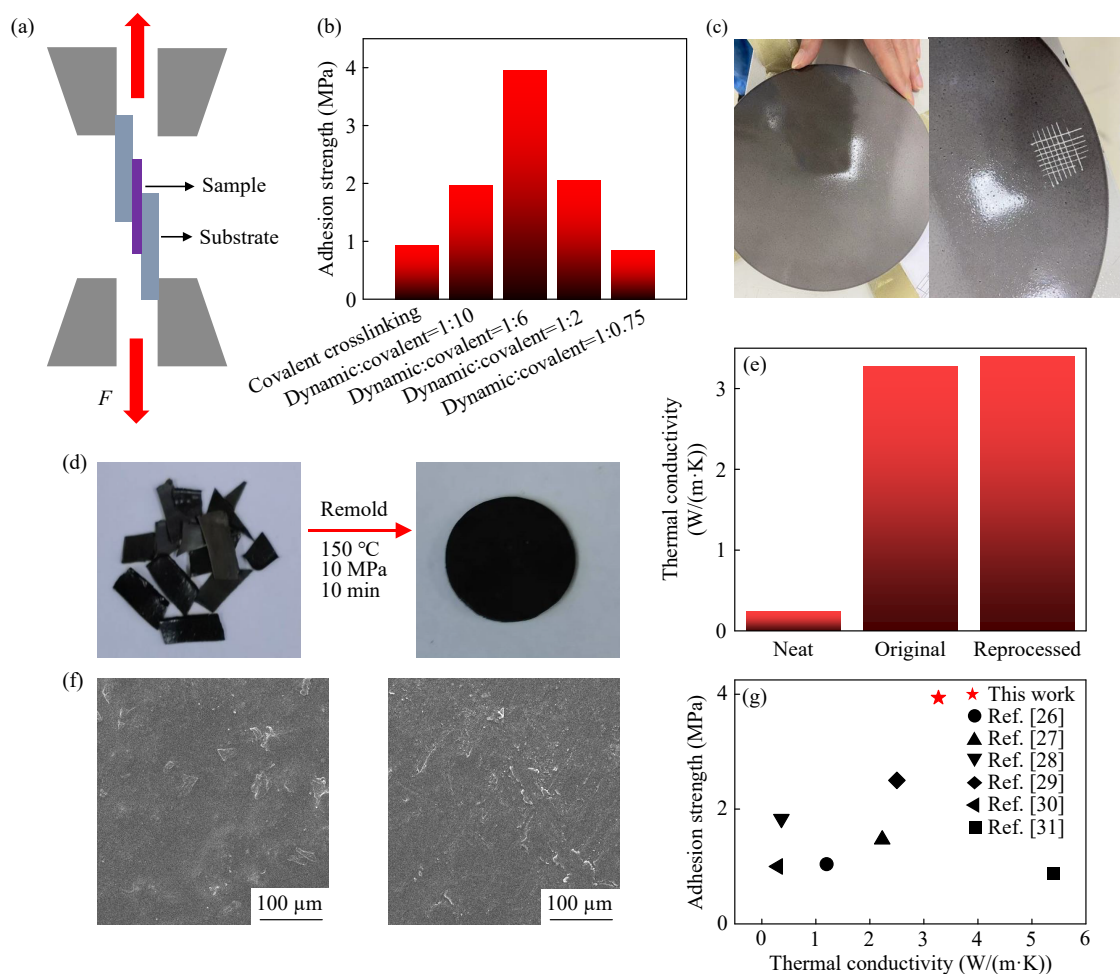 (a)
Sample
Substrate
F
(b)
Adhesion strength (MPa)
4
3
2
1
0
Covalent crosslinking
Dynamic:covalent=1:10
Dynamic:covalent=1:6
Dynamic:covalent=1:2
Dynamic:covalent=1:0.75
(c)
(d)
Remold
150 °C
10 MPa
10 min
(e)
Thermal conductivity
(W/(m·K))
3
2
1
0
Neat Original Reprocessed
(f)
100 µm
100 µm
(g)
Adhesion strength (MPa)
4
2
0
This work
Ref. [26]
Ref. [27]
Ref. [28]
Ref. [29]
Ref. [30]
Ref. [31]
0 1 2 3 4 5 6
Thermal conductivity (W/(m·K))